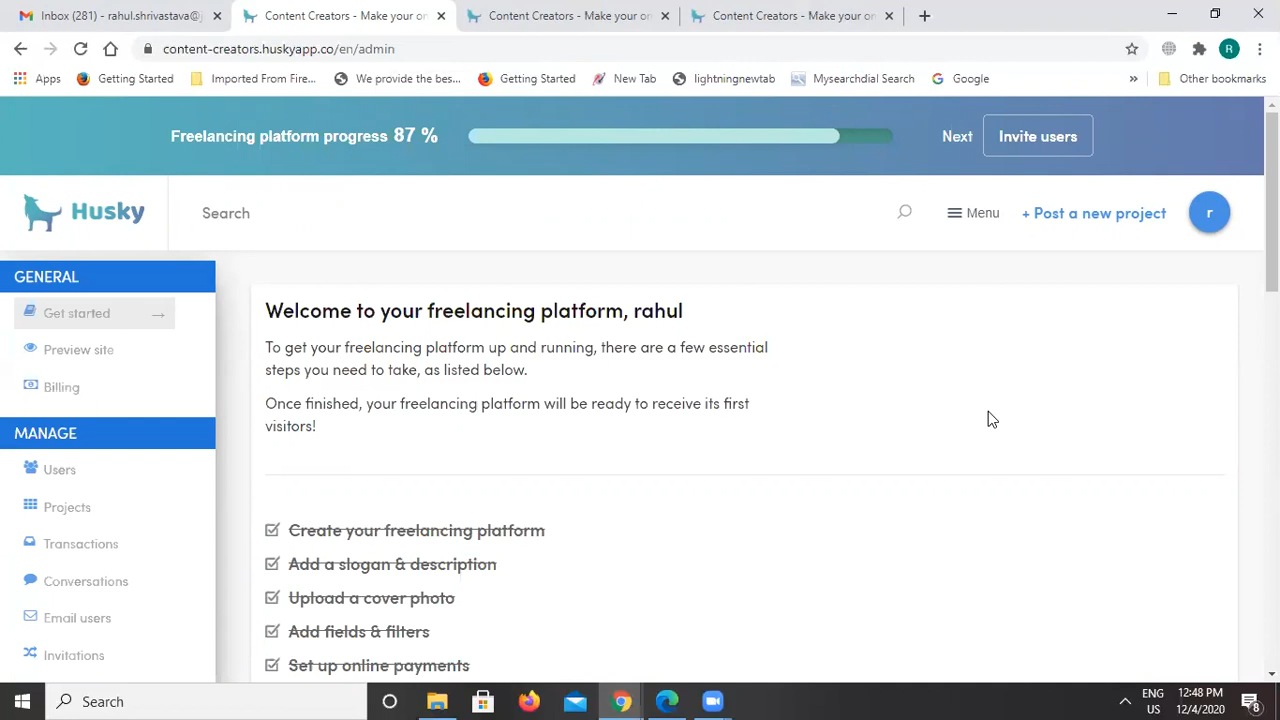 Inbox (281) - rahul.shrivastava@j
Content Creators - Make your on
Content Creators - Make your on
Content Creators - Make your on
content-creators.huskyapp.co/en/admin
R
Apps
Getting Started
Imported From Fire...
We provide the bes...
Getting Started
New Tab
lightningnewtab
Mysearchdial Search
Google
Other bookmarks
Freelancing platform progress 87 %
Next
Invite users
Husky
Search
Menu
+ Post a new project
r
GENERAL
Get started
Preview site
Billing
MANAGE
Users
Projects
Transactions
Conversations
Email users
Invitations
Welcome to your freelancing platform, rahul
To get your freelancing platform up and running, there are a few essential
steps you need to take, as listed below.
Once finished, your freelancing platform will be ready to receive its first
visitors!
Create your freelancing platform
Add a slogan & description
Upload a cover photo
Add fields & filters
Set up online payments
Search
ENG
US
12:48 PM
12/4/2020
8